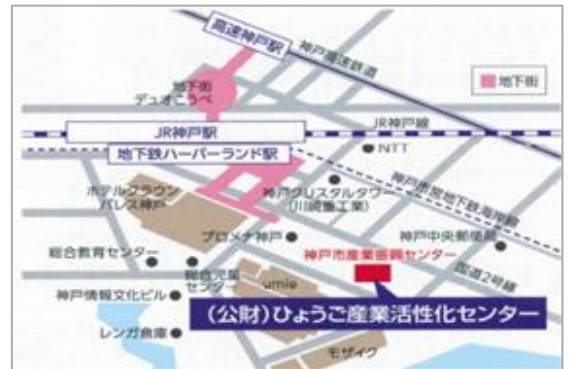 高速神戸駅
神戸高速鉄道
地下街
デュオこうべ
地下街
JR神戸駅
JR神戸線
地下鉄ハーバーランド駅
NTT
ホテルクラウン
パレス神戸
神戸クリスタルタワー
(川崎重工業)
神戸市営地下鉄海岸線
プロメナ神戸
神戸中央郵便局
総合教育センター
神戸市産業振興センター
国道2号線
総合児童
センター
umie
神戸情報文化ビル
(公財)ひょうご産業活性化センター
レンガ倉庫
モザイク